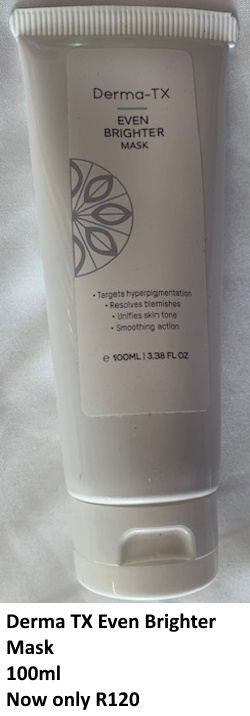 Derma-TX
EVEN
BRIGHTER
MASK
• Targets hyperpigmentation
• Resolves blemishes
• Unifies skin tone
• Smoothing action
e 100ML | 3.38 FL OZ
Derma TX Even Brighter
Mask
100ml
Now only R120